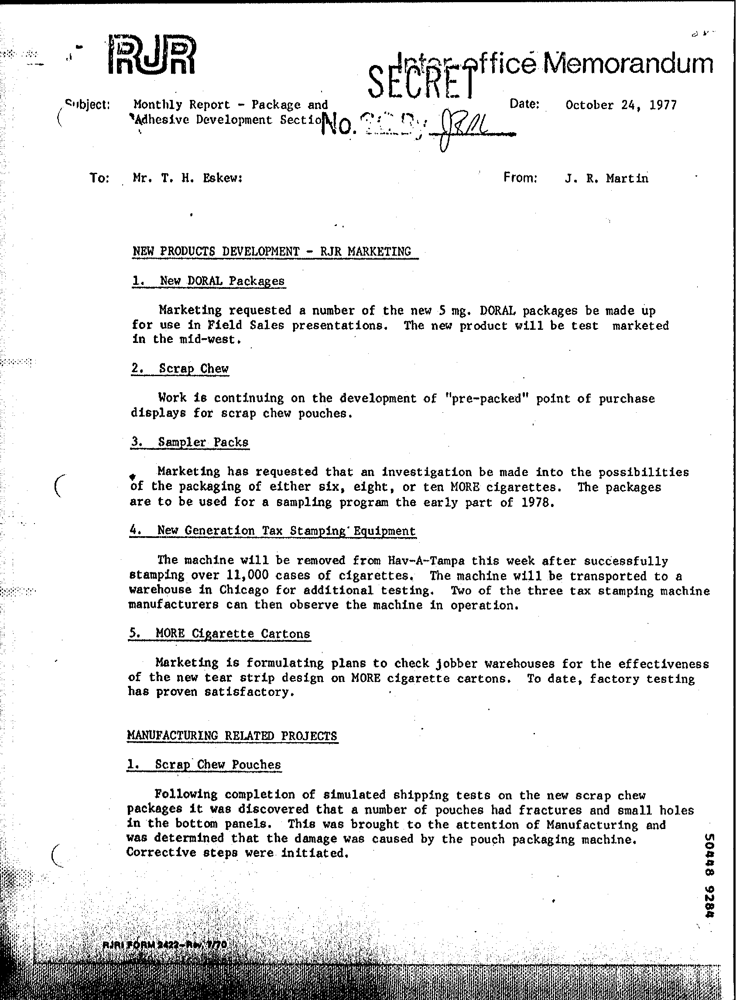 RJR
Inter-office Memorandum
SECRET
Subject: Monthly Report - Package and
Adhesive Development Section
Date: October 24, 1977
No. By JRM
To: Mr. T. H. Eskew:
From: J. R. Martin
NEW PRODUCTS DEVELOPMENT - RJR MARKETING
1. New DORAL Packages
Marketing requested a number of the new 5 mg. DORAL packages be made up
for use in Field Sales presentations. The new product will be test marketed
in the mid-west.
2. Scrap Chew
Work is continuing on the development of "pre-packed" point of purchase
displays for scrap chew pouches.
3. Sampler Packs
Marketing has requested that an investigation be made into the possibilities
of the packaging of either six, eight, or ten MORE cigarettes. The packages
are to be used for a sampling program the early part of 1978.
4. New Generation Tax Stamping Equipment
The machine will be removed from Hav-A-Tampa this week after successfully
stamping over 11,000 cases of cigarettes. The machine will be transported to a
warehouse in Chicago for additional testing. Two of the three tax stamping machine
manufacturers can then observe the machine in operation.
5. MORE Cigarette Cartons
Marketing is formulating plans to check jobber warehouses for the effectiveness
of the new tear strip design on MORE cigarette cartons. To date, factory testing
has proven satisfactory.
MANUFACTURING RELATED PROJECTS
1. Scrap Chew Pouches
Following completion of simulated shipping tests on the new scrap chew
packages it was discovered that a number of pouches had fractures and small holes
in the bottom panels. This was brought to the attention of Manufacturing and
was determined that the damage was caused by the pouch packaging machine.
Corrective steps were initiated.
50448 9284
RJRI FORM 2422-Rev. 7/70